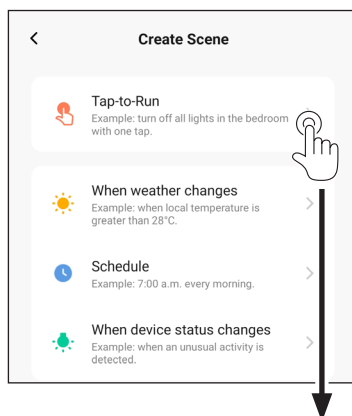 Create Scene
Tap-to-Run
Example: turn off all lights in the bedroom
with one tap.
When weather changes
Example: when local temperature is
greater than 28°C.
Schedule
Example: 7:00 a.m. every morning.
When device status changes
Example: when an unusual activity is
detected.